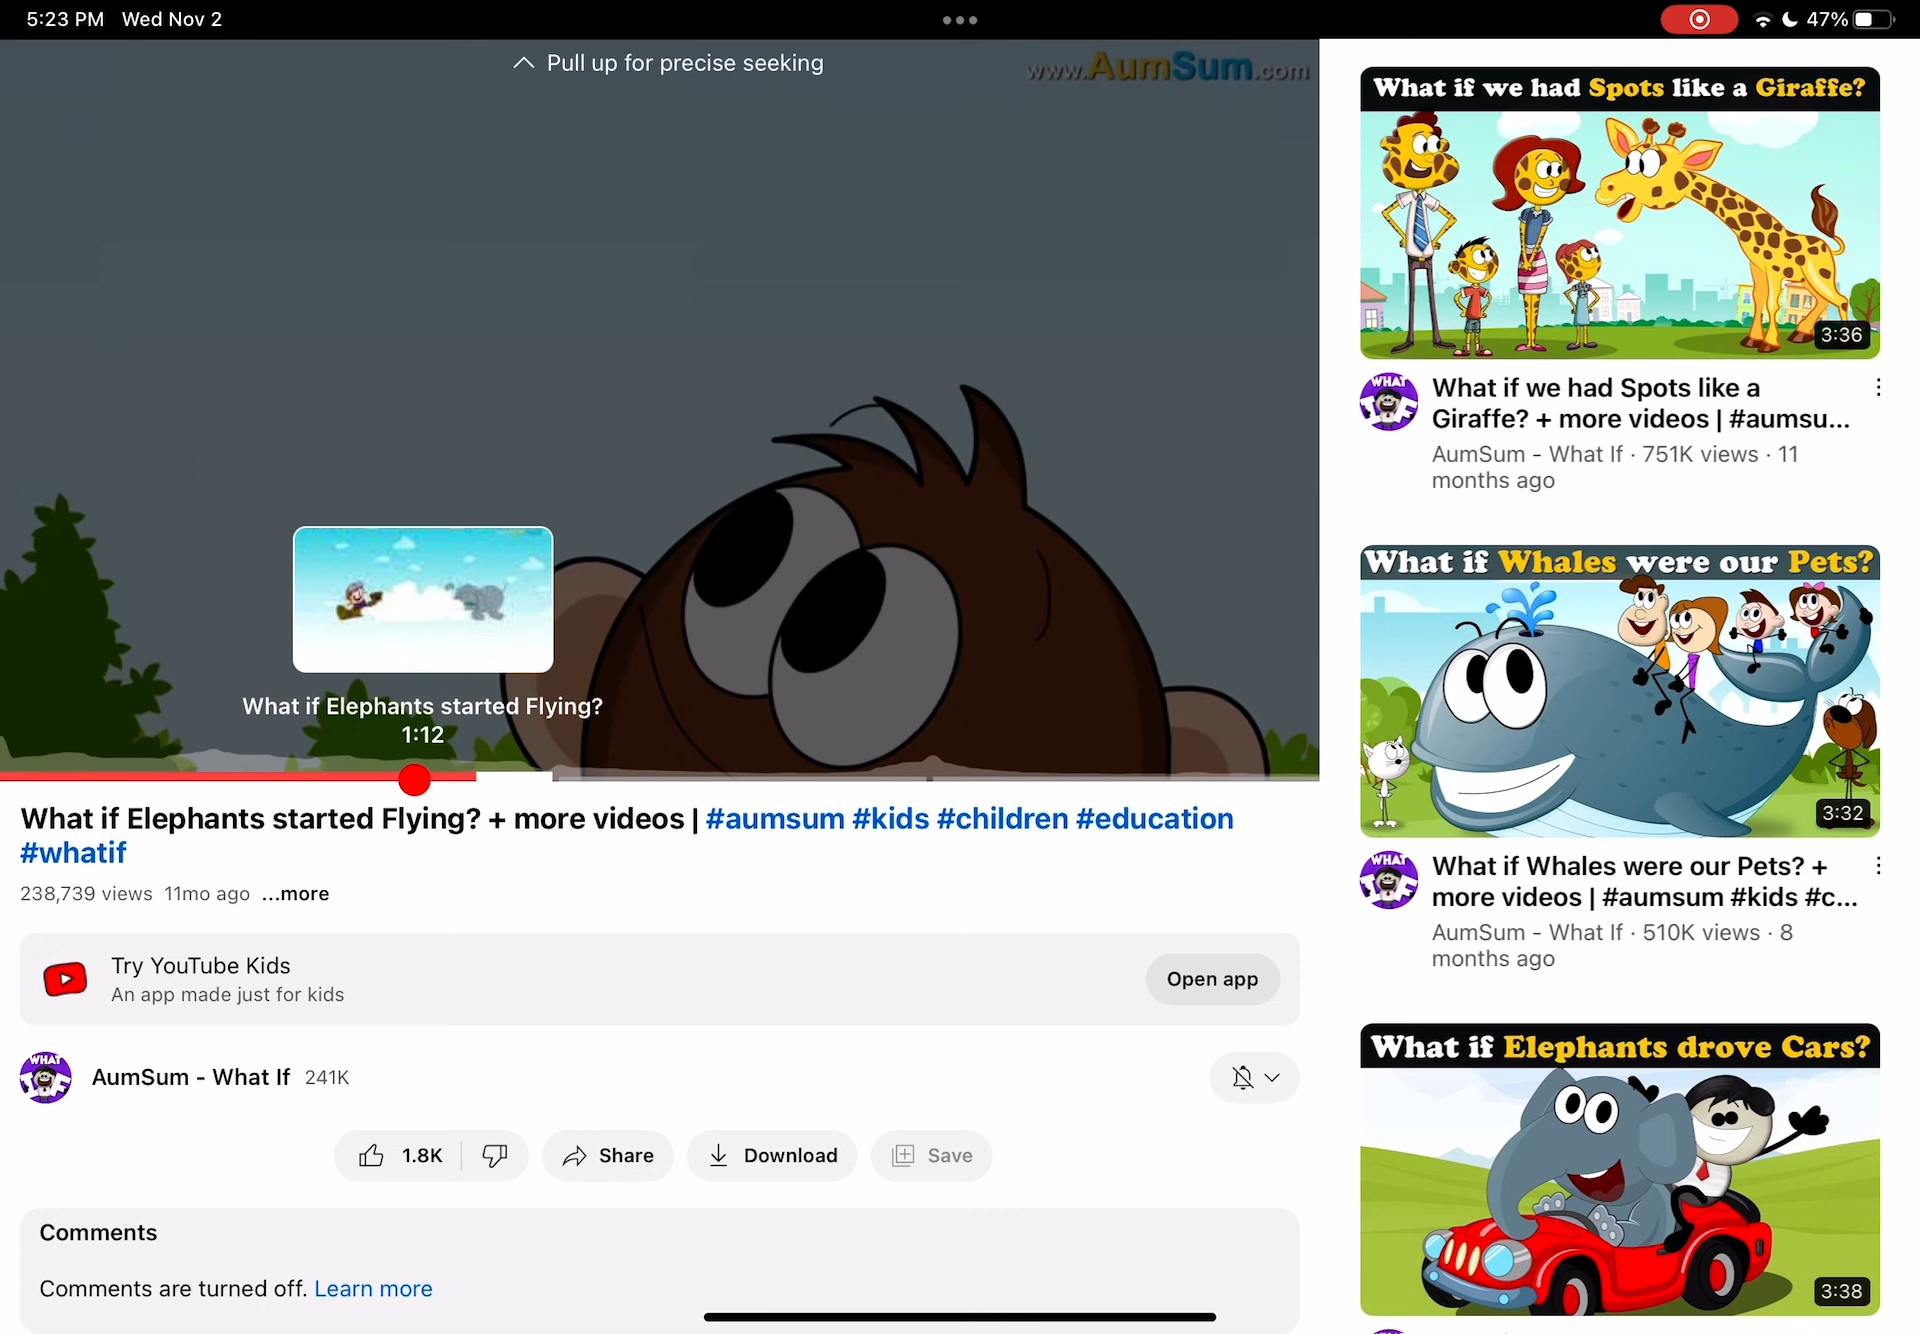 5:23 PM Wed Nov 2
47%
Pull up for precise seeking
www.AumSum.com
What if Elephants started Flying?
1:12
What if Elephants started Flying? + more videos | #aumsum #kids #children #education
#whatif
238,739 views 11mo ago ...more
Try YouTube Kids
An app made just for kids
Open app
WHAT IF
AumSum - What If 241K
1.8K
Share
Download
Save
Comments
Comments are turned off. Learn more
What if we had Spots like a Giraffe?
3:36
WHAT IF
What if we had Spots like a
Giraffe? + more videos | #aumsu...
AumSum - What If · 751K views · 11
months ago
What if Whales were our Pets?
3:32
WHAT IF
What if Whales were our Pets? +
more videos | #aumsum #kids #c...
AumSum - What If · 510K views · 8
months ago
What if Elephants drove Cars?
3:38